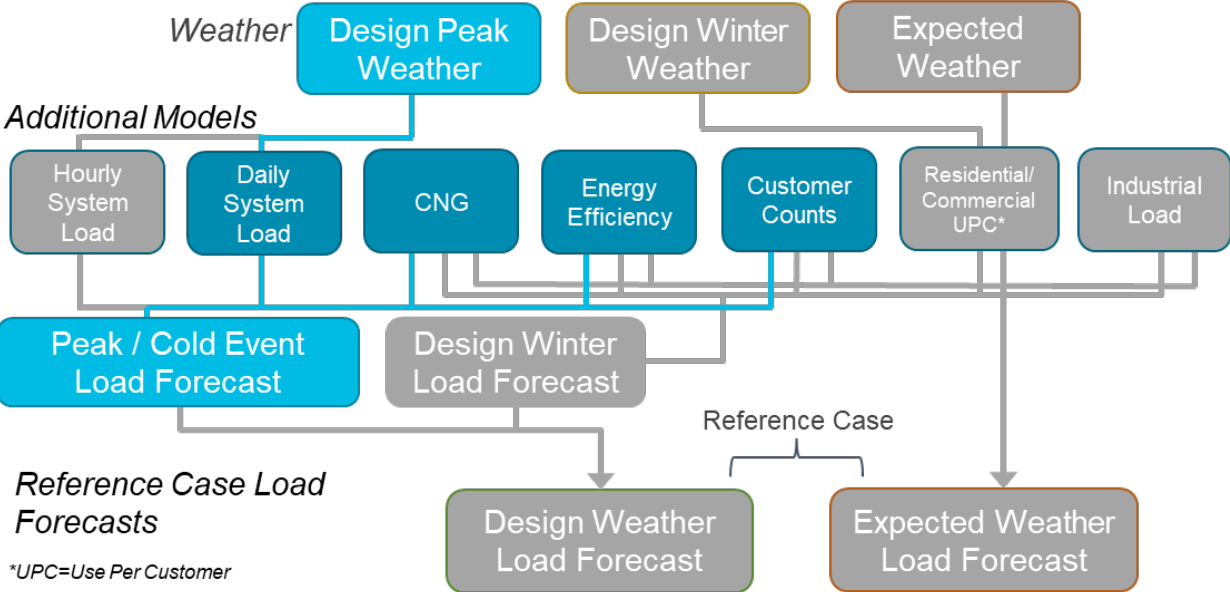 Weather
Design Peak
Weather
Design Winter
Weather
Expected
Weather
Additional Models
Hourly
System
Load
Daily
System
Load
CNG
Energy
Efficiency
Customer
Counts
Residential/
Commercial
UPC*
Industrial
Load
Peak / Cold Event
Load Forecast
Design Winter
Load Forecast
Reference Case
Reference Case Load
Forecasts
Design Weather
Load Forecast
Expected Weather
Load Forecast
*UPC=Use Per Customer